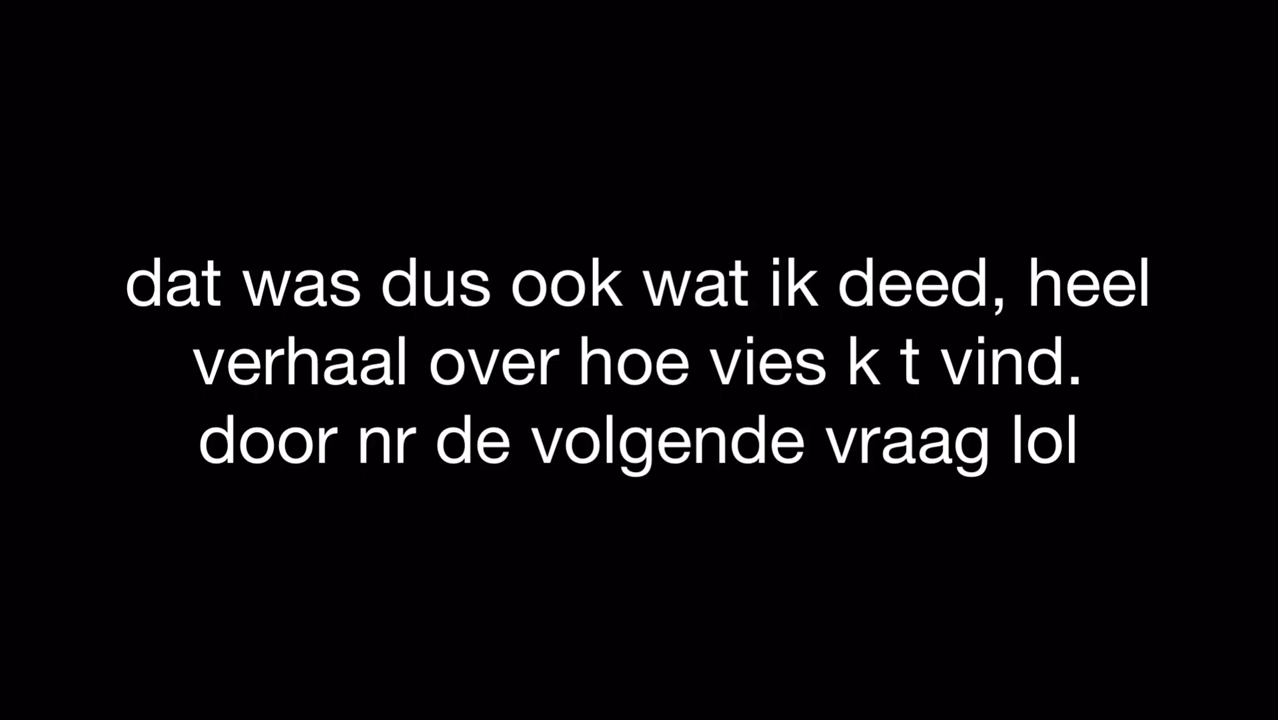 dat was dus ook wat ik deed, heel
verhaal over hoe vies k t vind.
door nr de volgende vraag lol